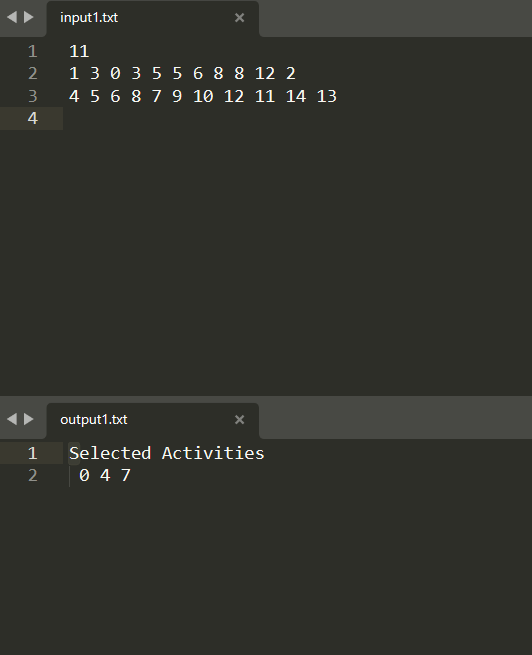 input1.txt
1 11
2 1 3 0 3 5 5 6 8 8 12 2
3 4 5 6 8 7 9 10 12 11 14 13
4
output1.txt
1 Selected Activities
2 0 4 7